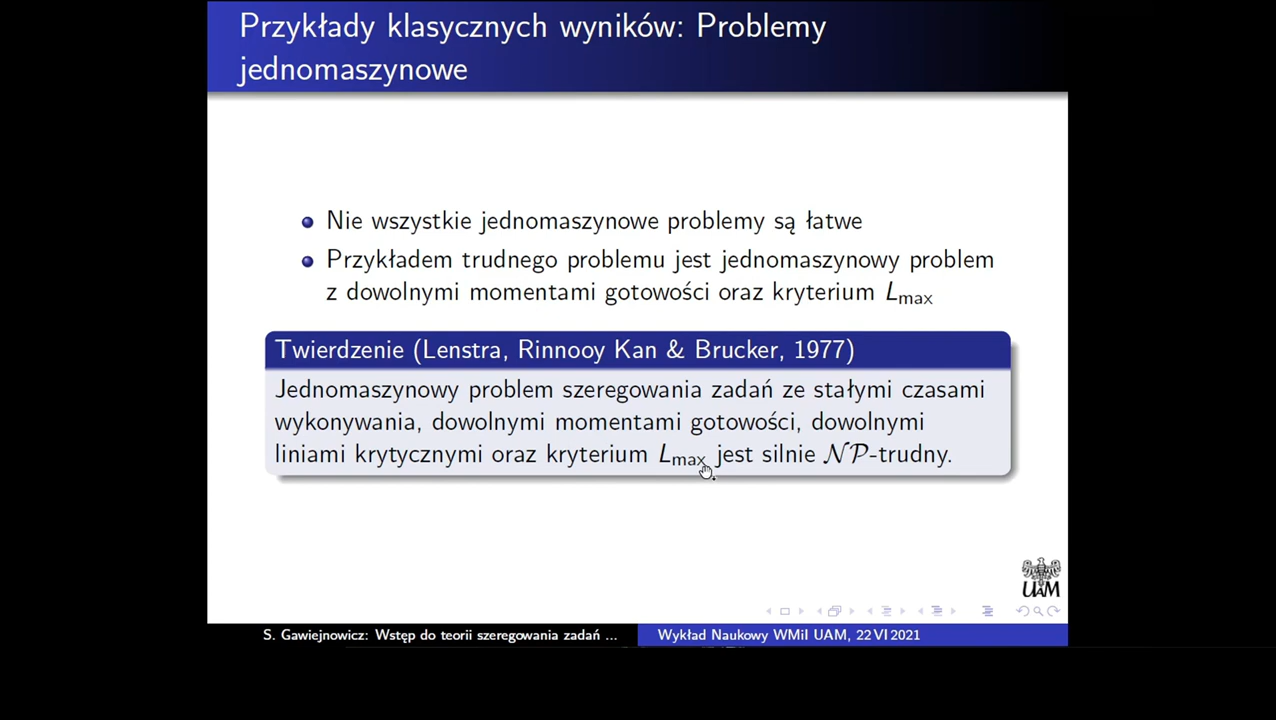 Przykłady klasycznych wyników: Problemy
jednomaszynowe
Nie wszystkie jednomaszynowe problemy są łatwe
Przykładem trudnego problemu jest jednomaszynowy problem
z dowolnymi momentami gotowości oraz kryterium Lmax
Twierdzenie (Lenstra, Rinnooy Kan & Brucker, 1977)
Jednomaszynowy problem szeregowania zadań ze stałymi czasami
wykonywania, dowolnymi momentami gotowości, dowolnymi
liniami krytycznymi oraz kryterium Lmax jest silnie NP-trudny.
UAM
S. Gawiejnowicz: Wstęp do teorii szeregowania zadań ...
Wykład Naukowy WMiI UAM, 22 VI 2021